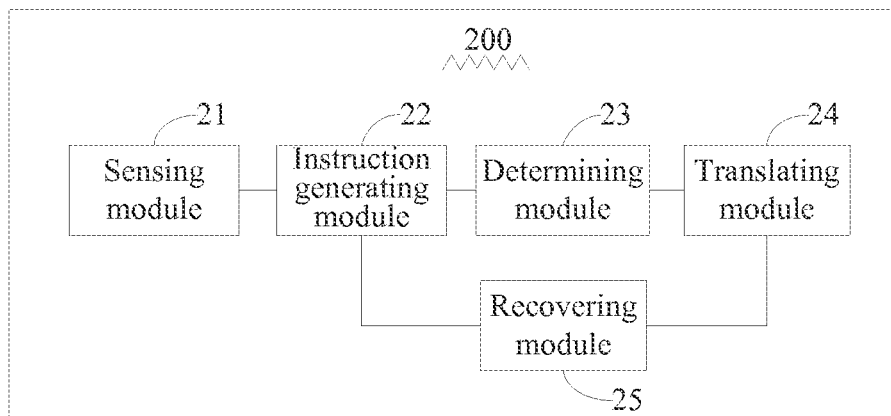 200
21
22
23
24
Sensing
module
Instruction
generating
module
Determining
module
Translating
module
Recovering
module
25